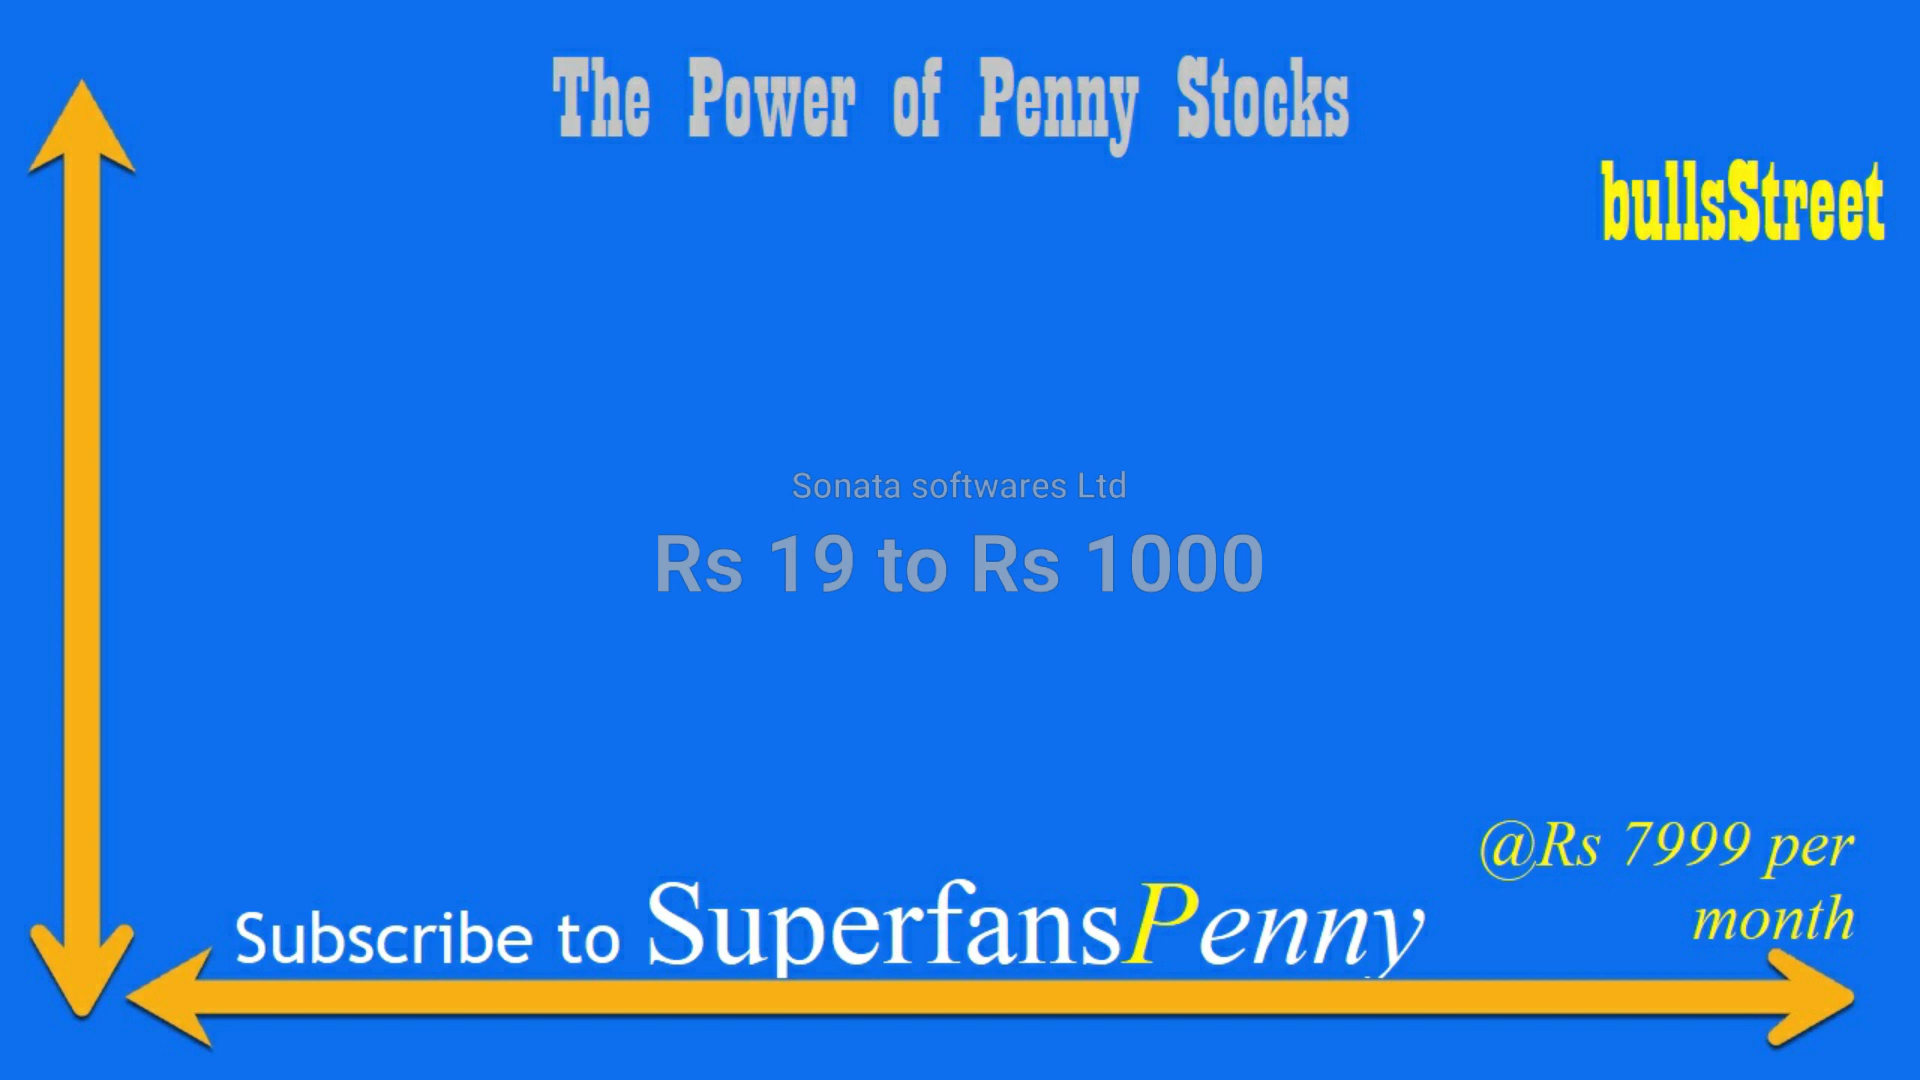 The Power of Penny Stocks
bullsStreet
Sonata softwares Ltd
Rs 19 to Rs 1000
@Rs 7999 per
month
Subscribe to SuperfansPenny